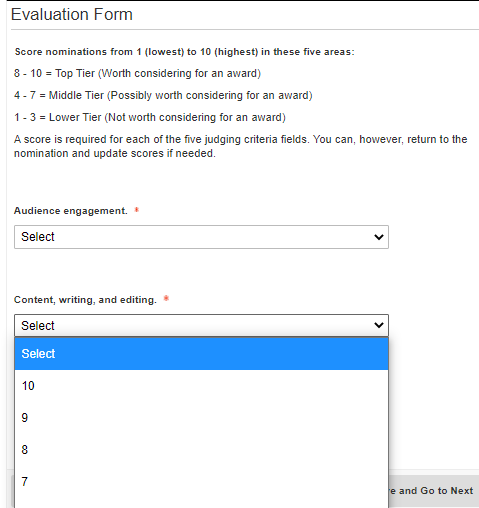 Evaluation Form
Score nominations from 1 (lowest) to 10 (highest) in these five areas:
8 - 10 = Top Tier (Worth considering for an award)
4 - 7 = Middle Tier (Possibly worth considering for an award)
1 - 3 = Lower Tier (Not worth considering for an award)
A score is required for each of the five judging criteria fields. You can, however, return to the
nomination and update scores if needed.
Audience engagement. *
Select
Content, writing, and editing. *
Select
Select
10
9
8
7
and Go to Next